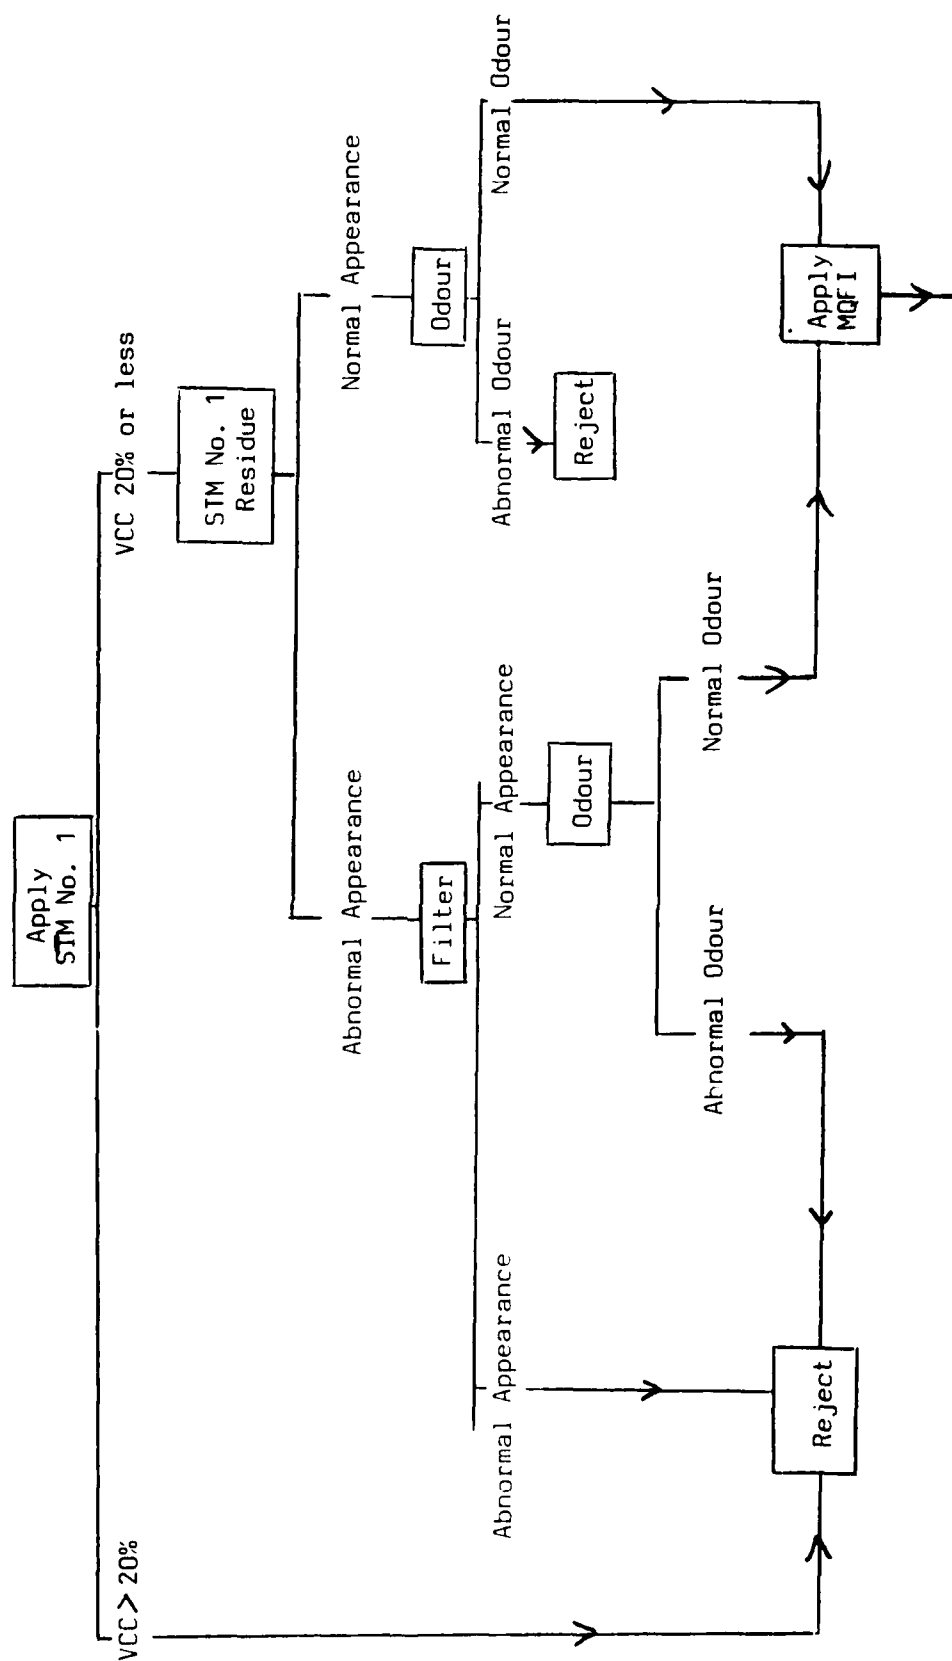 Apply
STM No. 1
VCC > 20%
VCC 20% or less
STM No. 1
Residue
Abnormal Appearance
Normal Appearance
Filter
Odour
Abnormal Appearance
Normal Appearance
Abnormal Odour
Normal Odour
Odour
Reject
Abnormal Odour
Normal Odour
Reject
Apply
MQFI